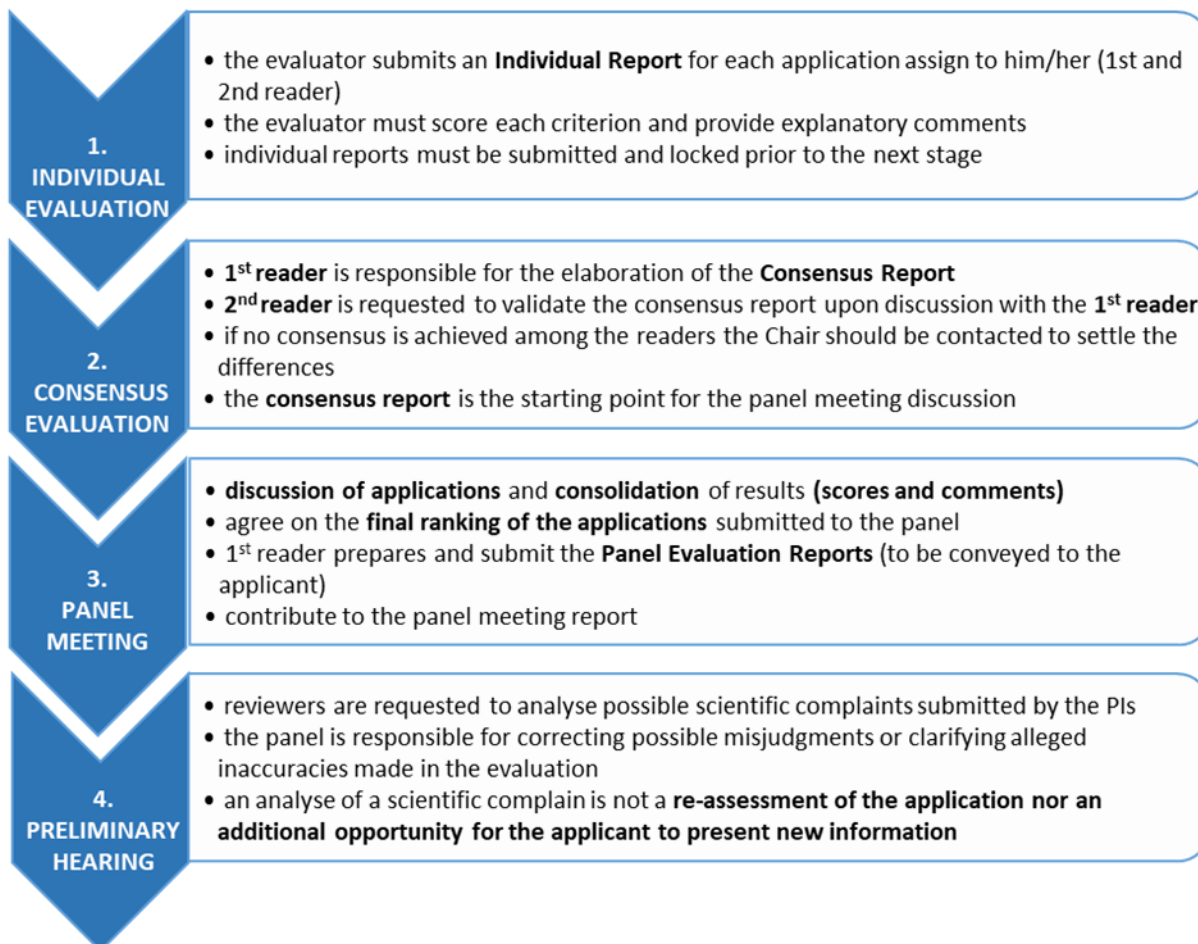 1.
INDIVIDUAL
EVALUATION
• the evaluator submits an Individual Report for each application assign to him/her (1st and
2nd reader)
• the evaluator must score each criterion and provide explanatory comments
• individual reports must be submitted and locked prior to the next stage
2.
CONSENSUS
EVALUATION
• 1st reader is responsible for the elaboration of the Consensus Report
• 2nd reader is requested to validate the consensus report upon discussion with the 1st reader
• if no consensus is achieved among the readers the Chair should be contacted to settle the
differences
• the consensus report is the starting point for the panel meeting discussion
3.
PANEL
MEETING
• discussion of applications and consolidation of results (scores and comments)
• agree on the final ranking of the applications submitted to the panel
• 1st reader prepares and submit the Panel Evaluation Reports (to be conveyed to the
applicant)
• contribute to the panel meeting report
4.
PRELIMINARY
HEARING
• reviewers are requested to analyse possible scientific complaints submitted by the PIs
• the panel is responsible for correcting possible misjudgments or clarifying alleged
inaccuracies made in the evaluation
• an analyse of a scientific complain is not a re-assessment of the application nor an
additional opportunity for the applicant to present new information